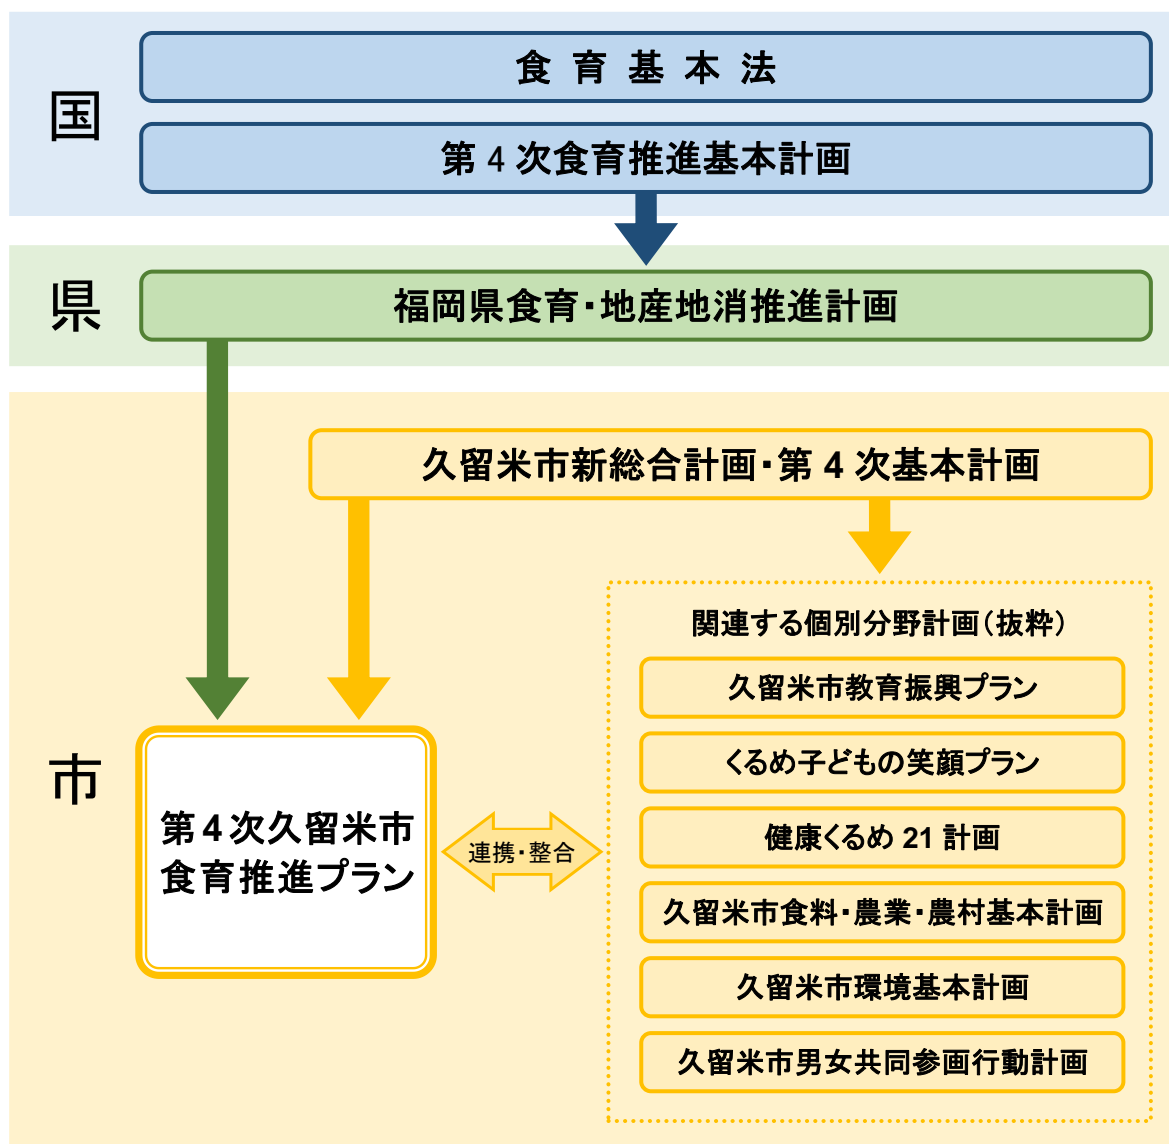 国
食育基本法
第4次食育推進基本計画
県
福岡県食育・地産地消推進計画
久留米市新総合計画・第4次基本計画
関連する個別分野計画（抜粋）
久留米市教育振興プラン
くるめ子どもの笑顔プラン
市
第4次久留米市
食育推進プラン
連携・整合
健康くるめ21計画
久留米市食料・農業・農村基本計画
久留米市環境基本計画
久留米市男女共同参画行動計画